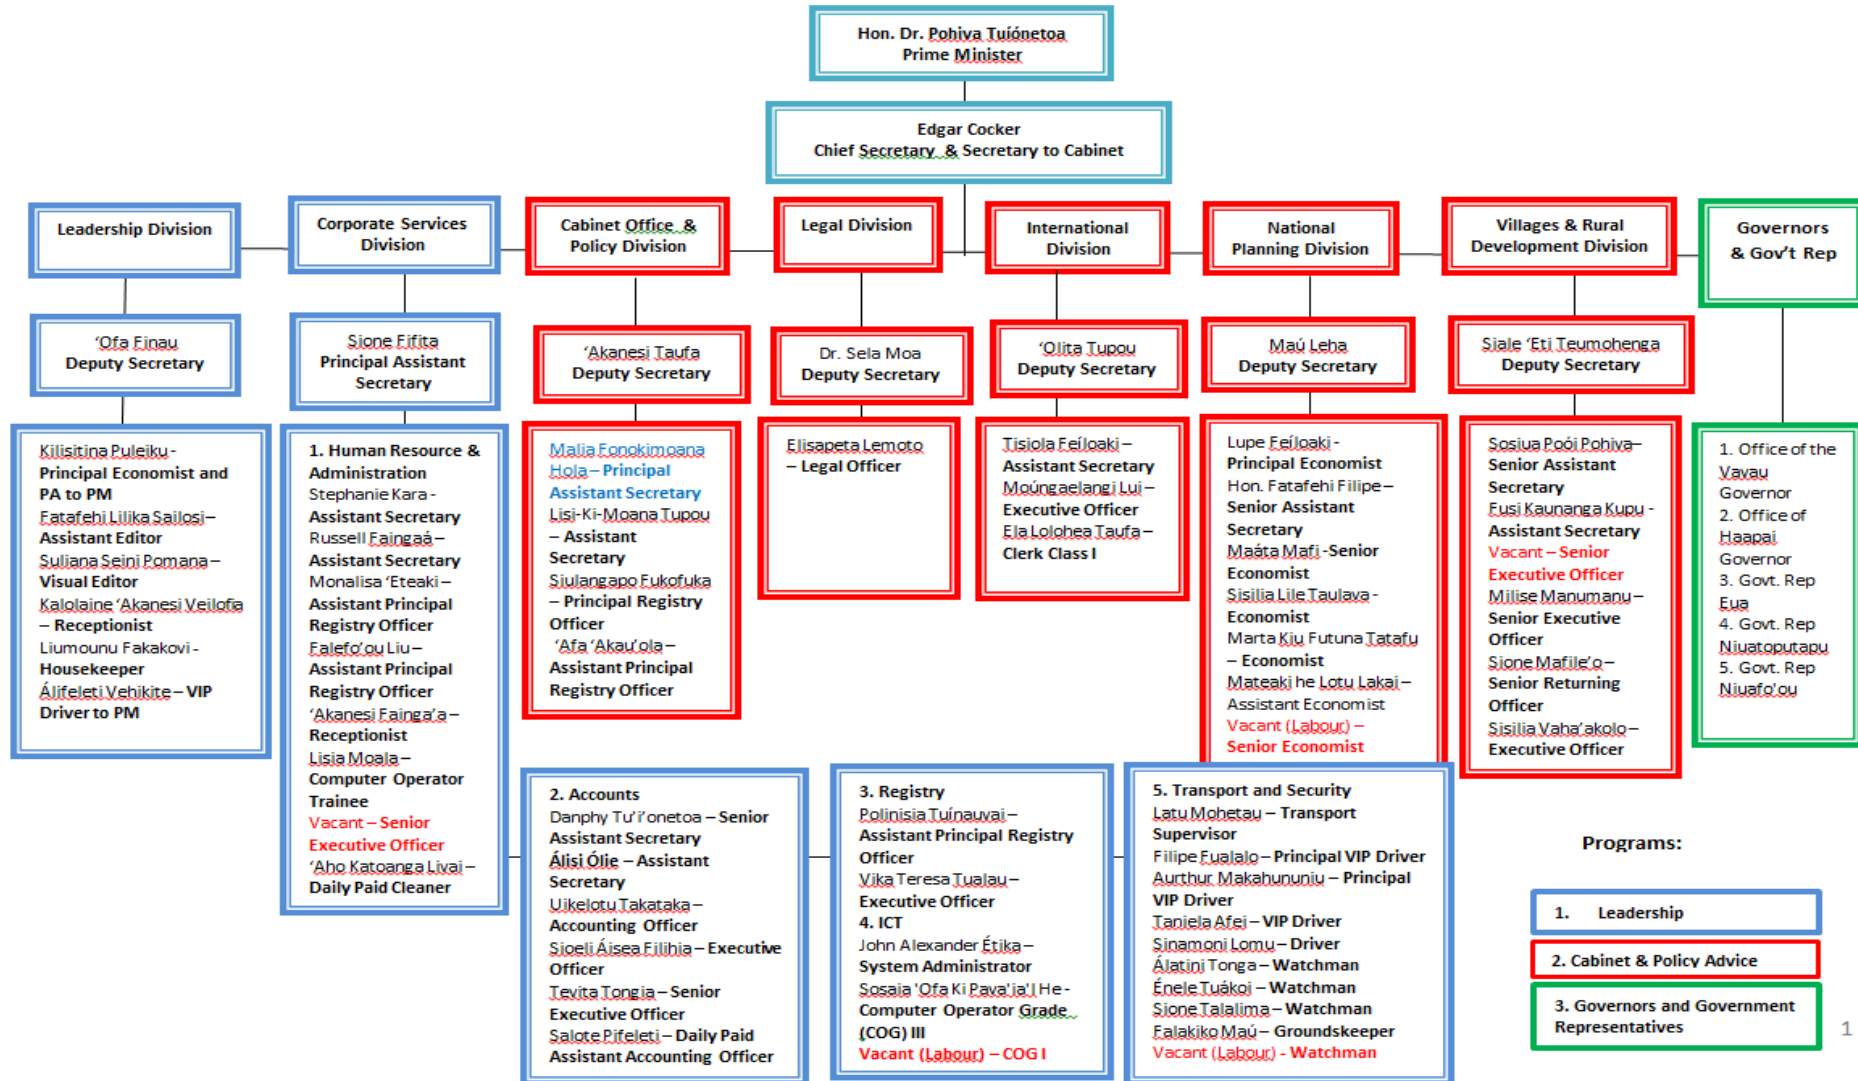 Hon. Dr. Pohiva Tuíónetoa
Prime Minister
Edgar Cocker
Chief Secretary & Secretary to Cabinet
Leadership Division
Corporate Services
Division
Cabinet Office &
Policy Division
Legal Division
International
Division
National
Planning Division
Villages & Rural
Development Division
Governors
& Gov't Rep
‘Ofa Finau
Deputy Secretary
Sione Fifita
Principal Assistant
Secretary
‘Akanesi Taufa
Deputy Secretary
Dr. Sela Moa
Deputy Secretary
‘Olita Tupou
Deputy Secretary
Maú Leha
Deputy Secretary
Siale ‘Eti Teumohenga
Deputy Secretary
Kilisitina Puleiku -
Principal Economist and
PA to PM
Fatafehi Lilika Sailosi –
Assistant Editor
Suliana Seini Pomana –
Visual Editor
Kalolaine ‘Akanesi Veilofia
– Receptionist
Liumounu Fakakovi -
Housekeeper
Álifeleti Vehikite – VIP
Driver to PM
1. Human Resource &
Administration
Stephanie Kara -
Assistant Secretary
Russell Faingaá –
Assistant Secretary
Monalisa ‘Eteaki –
Assistant Principal
Registry Officer
Falefo’ou Liu –
Assistant Principal
Registry Officer
‘Akanesi Fainga’a –
Receptionist
Lisia Moala –
Computer Operator
Trainee
Vacant – Senior
Executive Officer
‘Aho Katoanga Livai –
Daily Paid Cleaner
Malia Fonokimoana
Hola – Principal
Assistant Secretary
Lisi-Ki-Moana Tupou
– Assistant
Secretary
Siulangapo Fukofuka
– Principal Registry
Officer
‘Afa ‘Akau’ola –
Assistant Principal
Registry Officer
Elisapeta Lemoto
– Legal Officer
Tisiola Feíloaki –
Assistant Secretary
Moúngaelangi Lui –
Executive Officer
Ela Lolohea Taufa –
Clerk Class I
Lupe Feíloaki -
Principal Economist
Hon. Fatafehi Filipe –
Senior Assistant
Secretary
Maáta Mafi -Senior
Economist
Sisilia Lile Taulava -
Economist
Marta Kiu Futuna Tatafu
– Economist
Mateaki he Lotu Lakai –
Assistant Economist
Vacant (Labour) –
Senior Economist
Sosiua Poói Pohiva–
Senior Assistant
Secretary
Fusi Kaunanga Kupu -
Assistant Secretary
Vacant – Senior
Executive Officer
Milise Manumanu –
Senior Executive
Officer
Sione Mafile’o –
Senior Returning
Officer
Sisilia Vaha’akolo –
Executive Officer
1. Office of the
Vavau
Governor
2. Office of
Haapai
Governor
3. Govt. Rep
Eua
4. Govt. Rep
Niuatoputapu
5. Govt. Rep
Niuafo'ou
2. Accounts
Danphy Tu’i’onetoa – Senior
Assistant Secretary
Álisi Ólie – Assistant
Secretary
Uikelotu Takataka –
Accounting Officer
Sioeli Áisea Filihia – Executive
Officer
Tevita Tongia – Senior
Executive Officer
Salote Pifeleti – Daily Paid
Assistant Accounting Officer
3. Registry
Polinisia Tuínauvai –
Assistant Principal Registry
Officer
Vika Teresa Tualau –
Executive Officer
4. ICT
John Alexander Étika –
System Administrator
Sosaia 'Ofa Ki Pava'ia'I He -
Computer Operator Grade
(COG) III
Vacant (Labour) – COG I
5. Transport and Security
Latu Mohetau – Transport
Supervisor
Filipe Fualalo – Principal VIP Driver
Aurthur Makahununiu – Principal
VIP Driver
Taniela Afei – VIP Driver
Sinamoni Lomu – Driver
Álatini Tonga – Watchman
Énele Tuákoi – Watchman
Sione Talalima – Watchman
Falakiko Maú – Groundskeeper
Vacant (Labour) - Watchman
Programs:
1. Leadership
2. Cabinet & Policy Advice
3. Governors and Government
Representatives
1